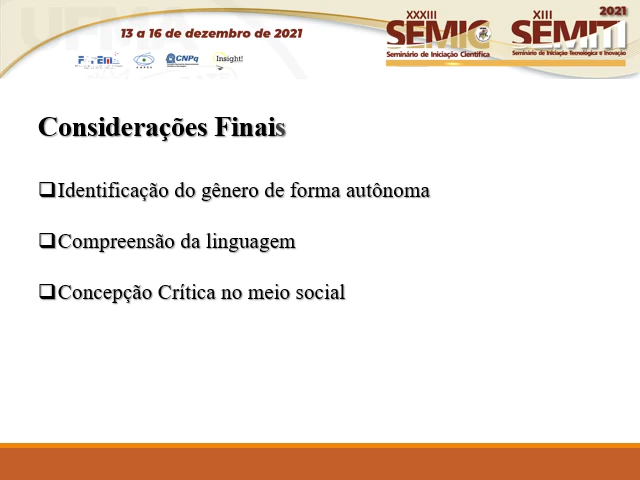 2021
XXXIII
XIII
13 a 16 de dezembro de 2021
SEMIC
SEMITI
Seminário de Iniciação Científica
Seminário de Iniciação Tecnológica e Inovação
CNPq
Insight!
Considerações Finais
❑Identificação do gênero de forma autônoma
❑Compreensão da linguagem
❑Concepção Crítica no meio social